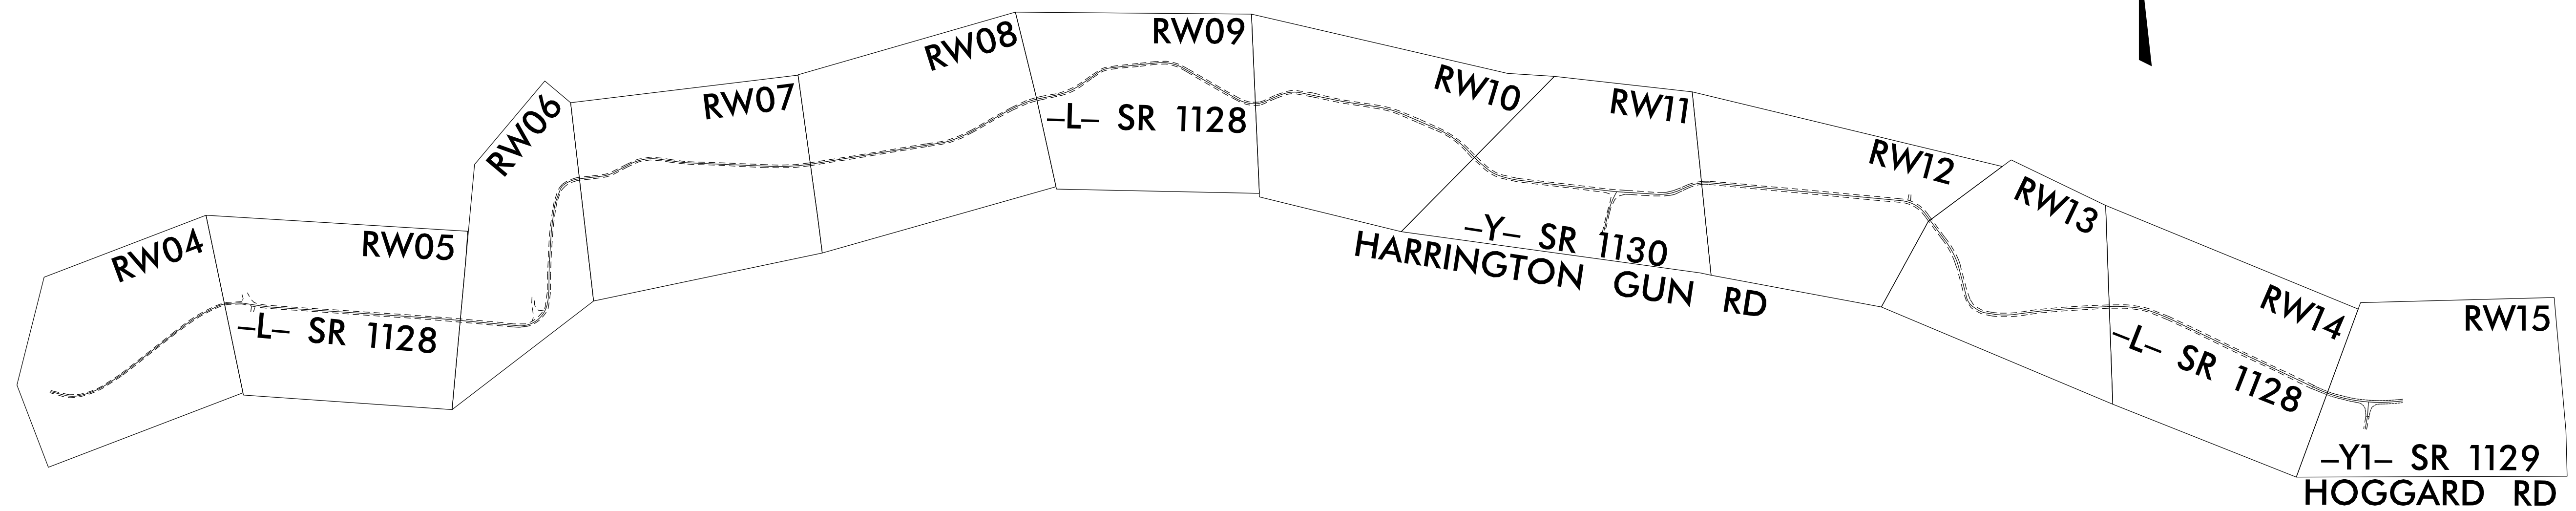 RW04
RW05
–L– SR 1128
RW06
RW07
RW08
RW09
–L– SR 1128
RW10
RW11
–Y– SR 1130
HARRINGTON GUN RD
RW12
RW13
RW14
–L– SR 1128
RW15
–Y1– SR 1129
HOGGARD RD